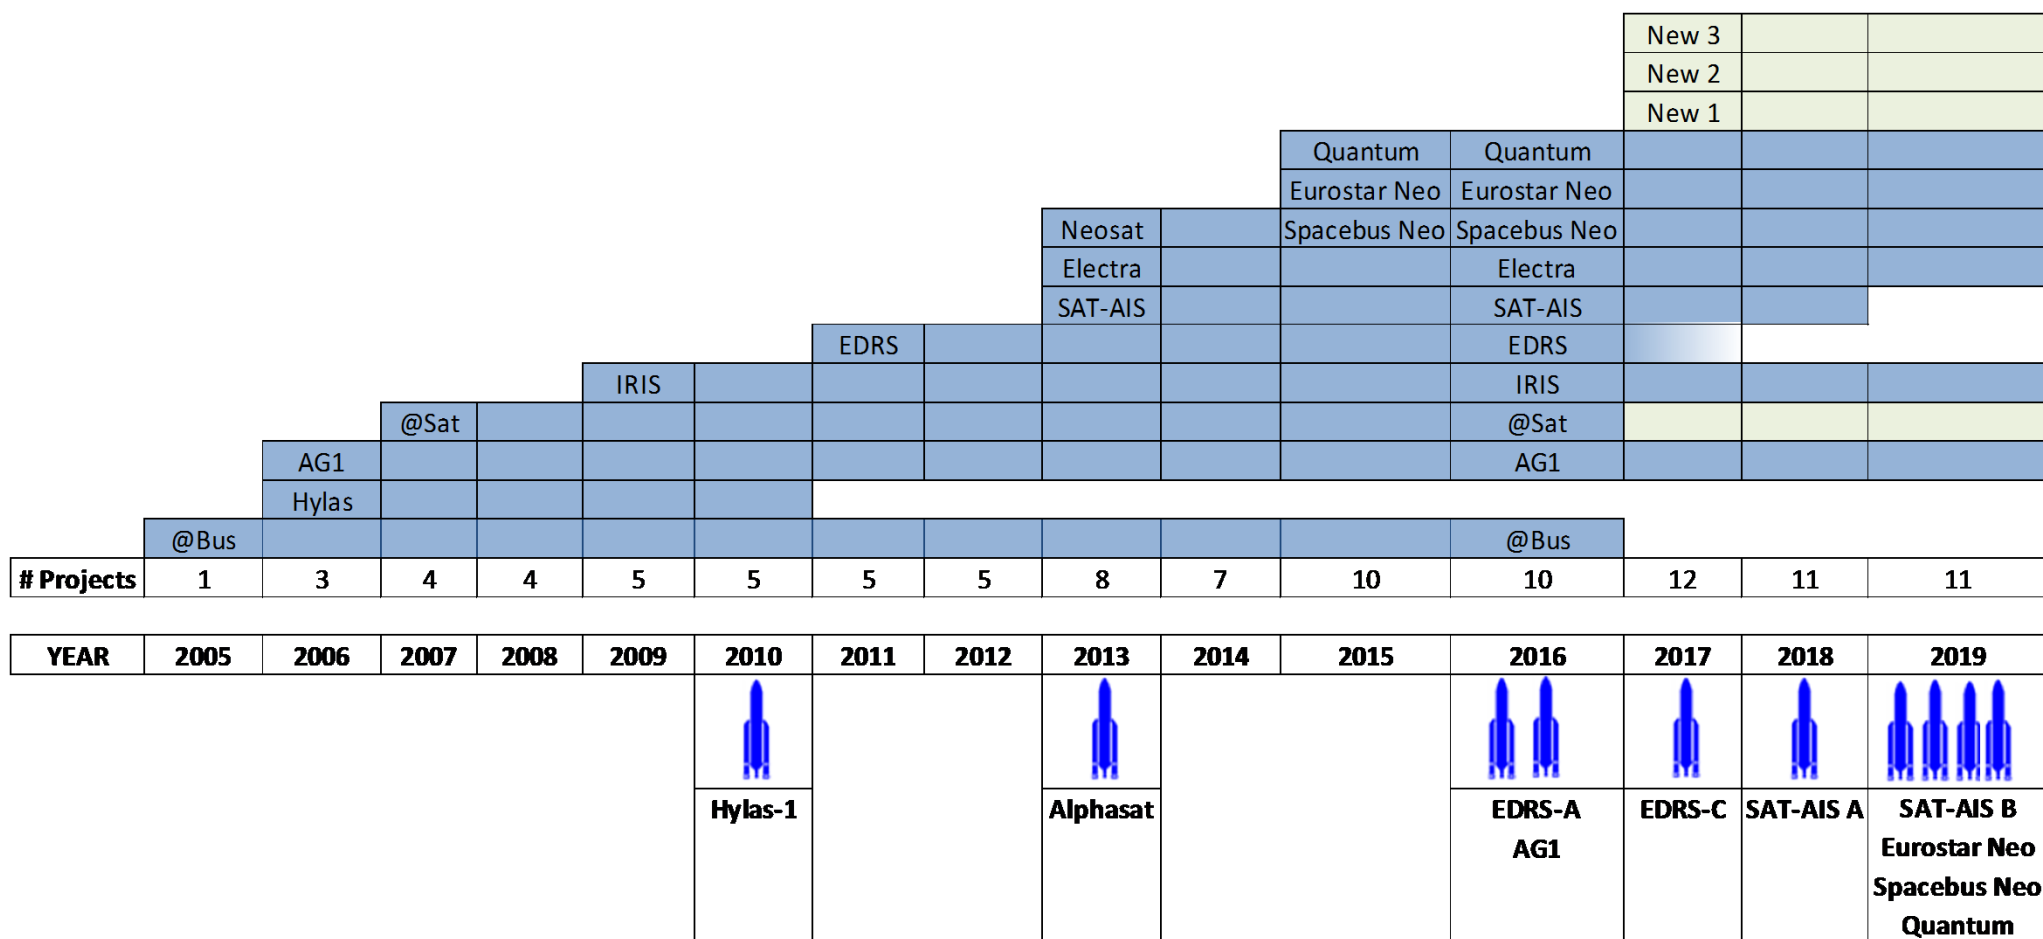 New 3
New 2
New 1
Quantum Quantum
Eurostar Neo Eurostar Neo
Neosat Spacebus Neo Spacebus Neo
Electra Electra
SAT-AIS SAT-AIS
EDRS EDRS
IRIS IRIS
@Sat @Sat
AG1 AG1
Hylas
@Bus @Bus
# Projects 1 3 4 4 5 5 5 5 8 7 10 10 12 11 11
YEAR 2005 2006 2007 2008 2009 2010 2011 2012 2013 2014 2015 2016 2017 2018 2019
Hylas-1 Alphasat EDRS-A EDRS-C SAT-AIS A SAT-AIS B
AG1 Eurostar Neo
Spacebus Neo
Quantum